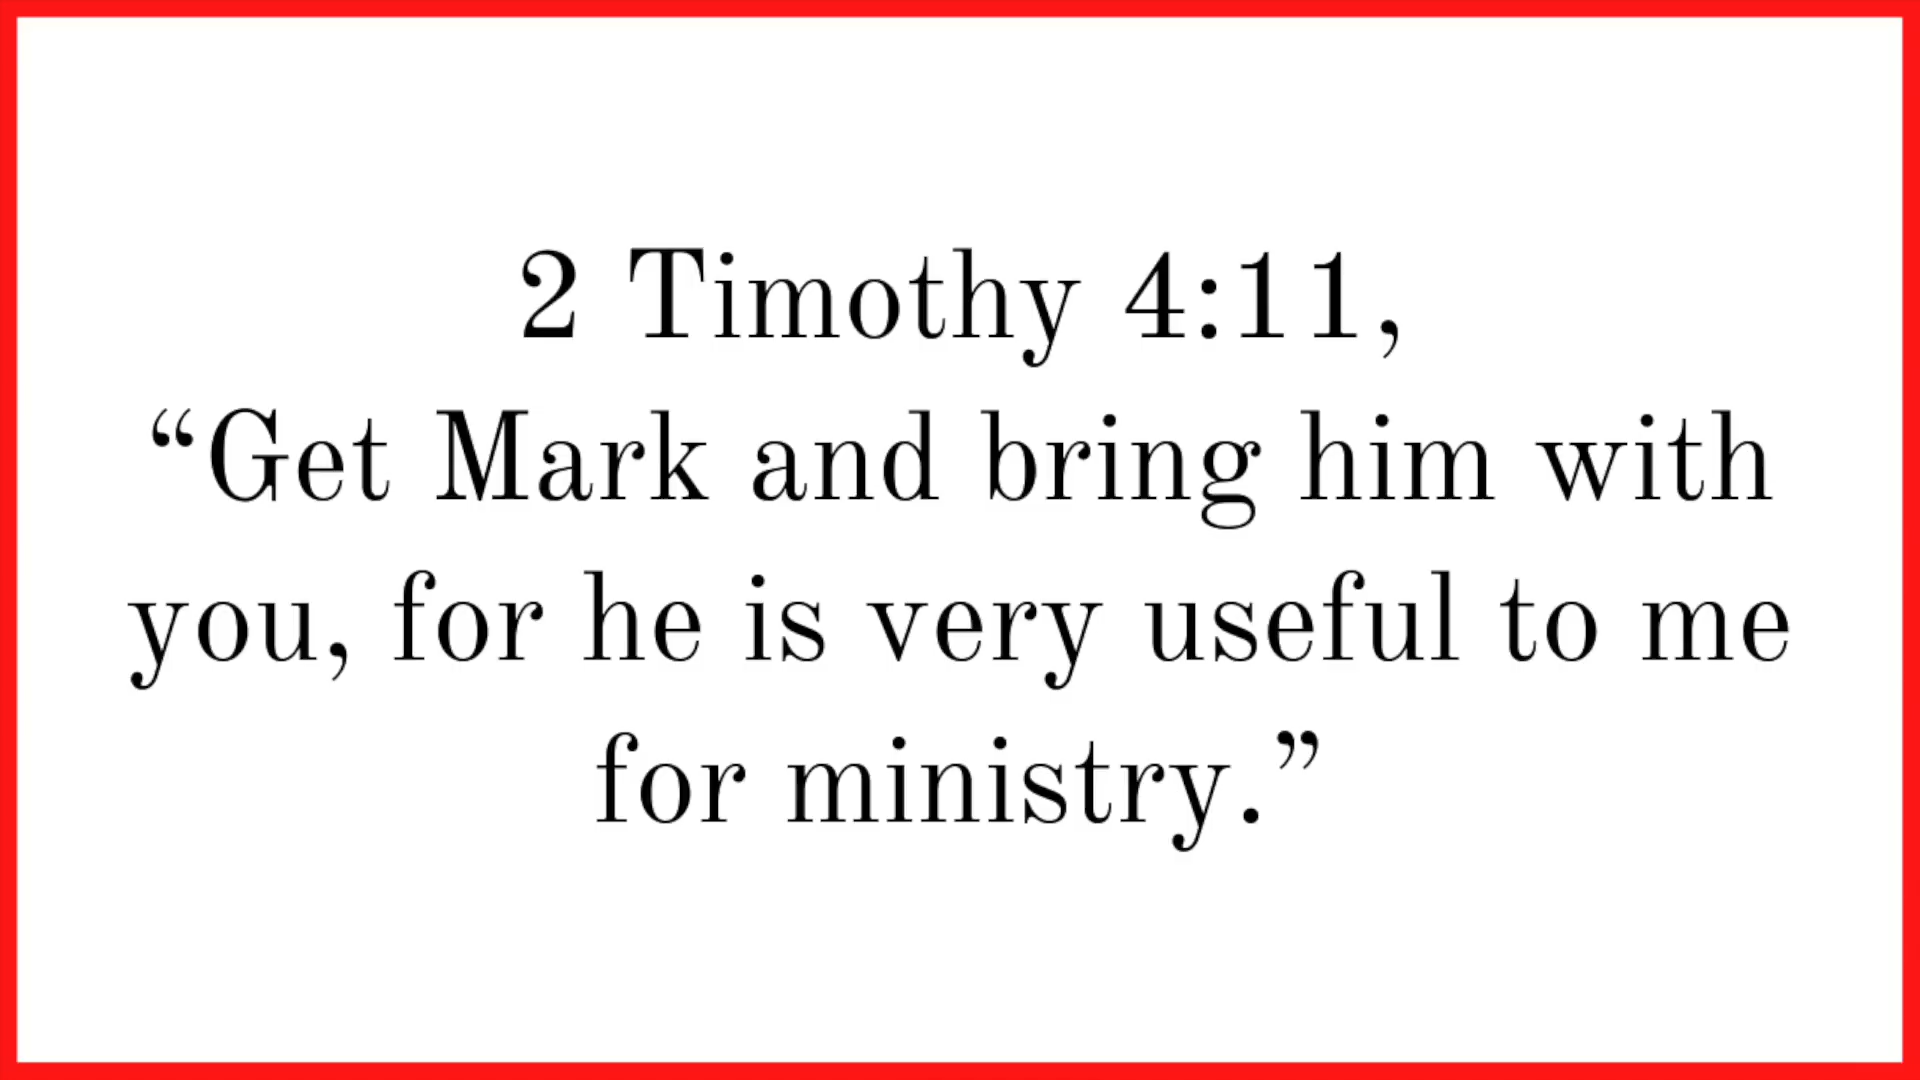 2 Timothy 4:11,
“Get Mark and bring him with
you, for he is very useful to me
for ministry.”